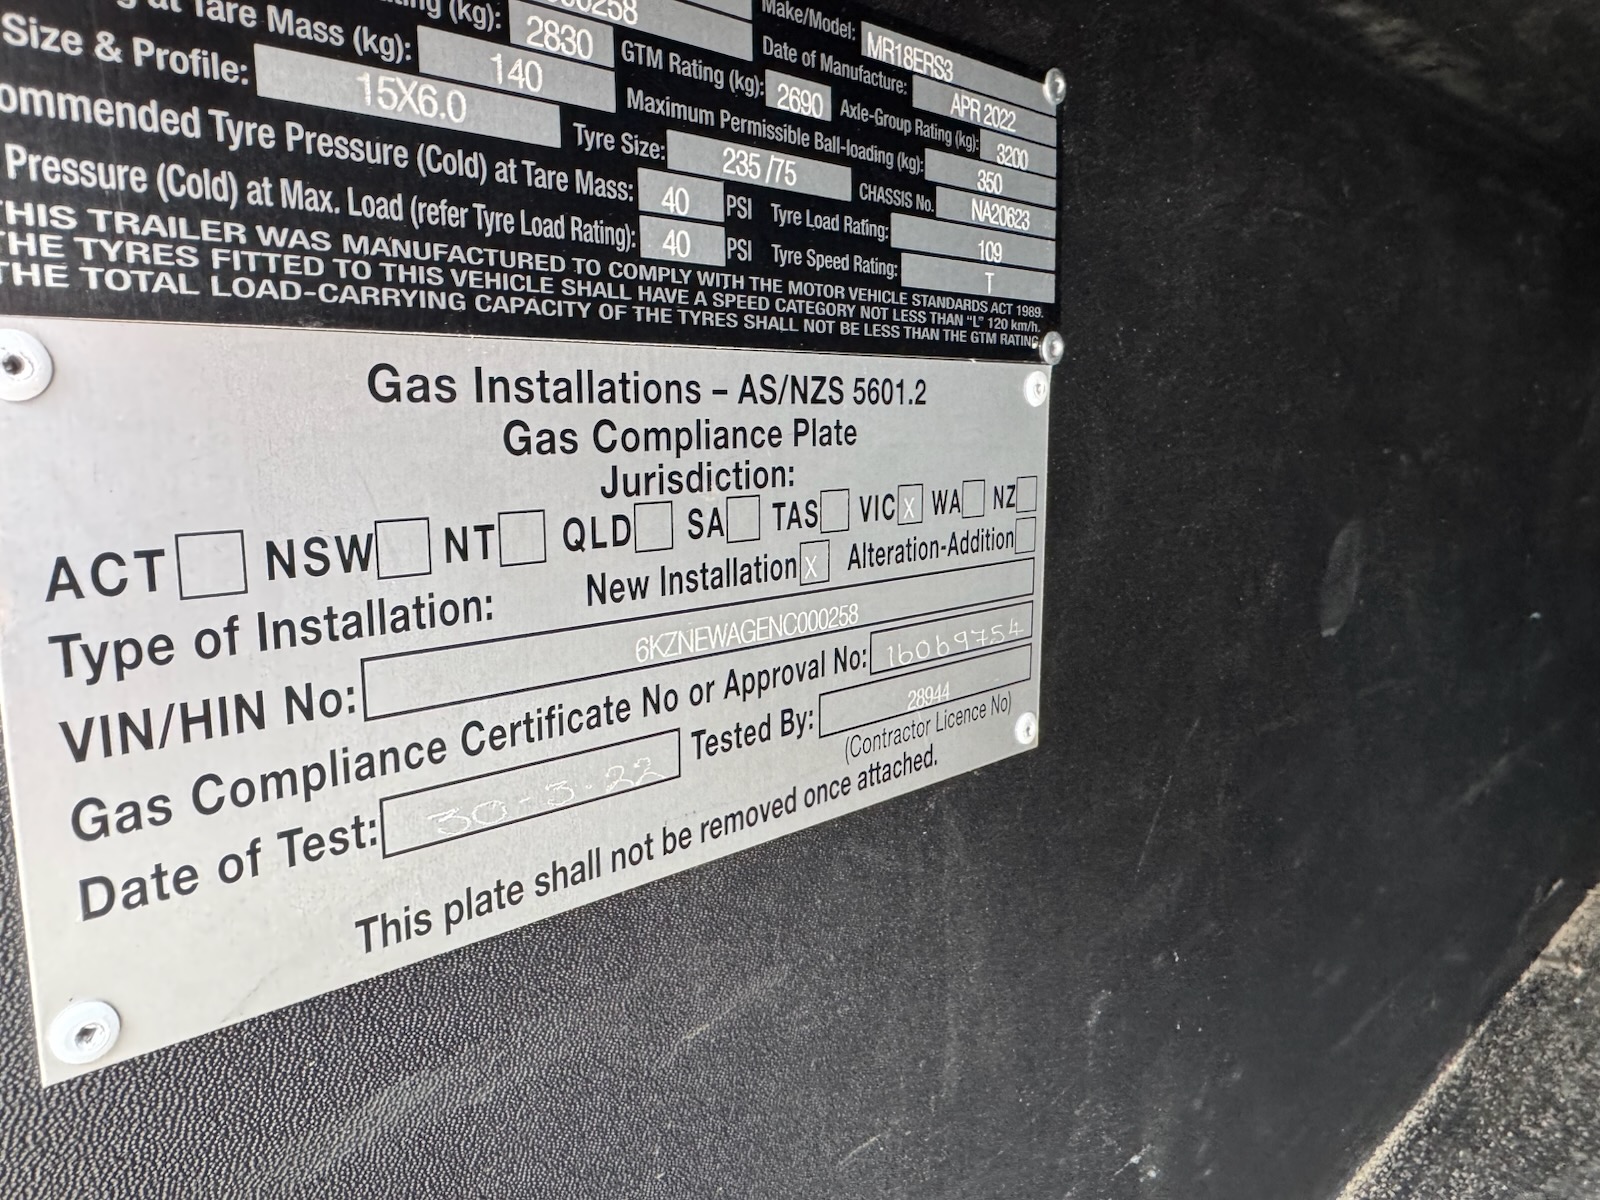 000258
Make/Model: MR18ERS3
(kg): 2830
Date of Manufacture: APR 2022
at Tare Mass (kg): 140
GTM Rating (kg): 2690
Axle-Group Rating (kg): 3200
Size & Profile: 15X6.0
Maximum Permissible Ball-loading (kg): 350
Tyre Size: 235 /75
CHASSIS No. NA20623
ommended Tyre Pressure (Cold) at Tare Mass: 40 PSI
Tyre Load Rating: 109
Pressure (Cold) at Max. Load (refer Tyre Load Rating): 40 PSI
Tyre Speed Rating: T
THIS TRAILER WAS MANUFACTURED TO COMPLY WITH THE MOTOR VEHICLE STANDARDS ACT 1989.
THE TYRES FITTED TO THIS VEHICLE SHALL HAVE A SPEED CATEGORY NOT LESS THAN "L" 120 km/h.
THE TOTAL LOAD-CARRYING CAPACITY OF THE TYRES SHALL NOT BE LESS THAN THE GTM RATING
Gas Installations – AS/NZS 5601.2
Gas Compliance Plate
Jurisdiction:
ACT NSW NT QLD SA TAS VIC X WA NZ
Type of Installation: New Installation X Alteration-Addition
VIN/HIN No: 6KZNEWAGENC000258
Gas Compliance Certificate No or Approval No: 16069754
Date of Test: 30-3-22 Tested By: 28944
(Contractor Licence No)
This plate shall not be removed once attached.